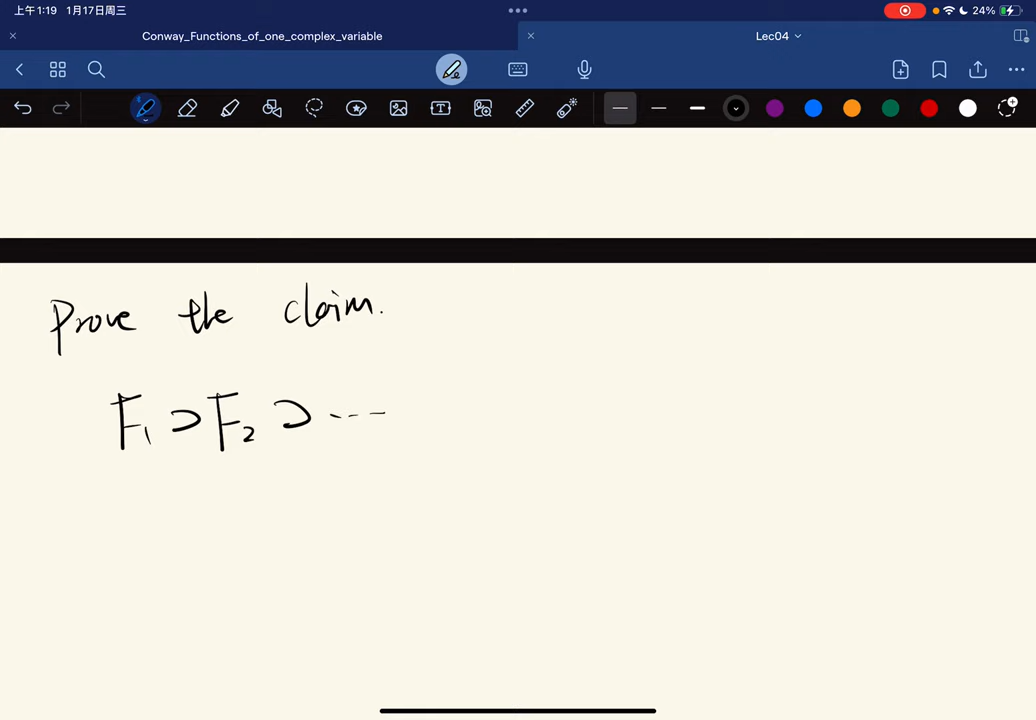 上午1:19 1月17日周三
24%
Conway_Functions_of_one_complex_variable
Lec04
Prove the claim.
F₁ ⊃ F₂ ⊃ ---